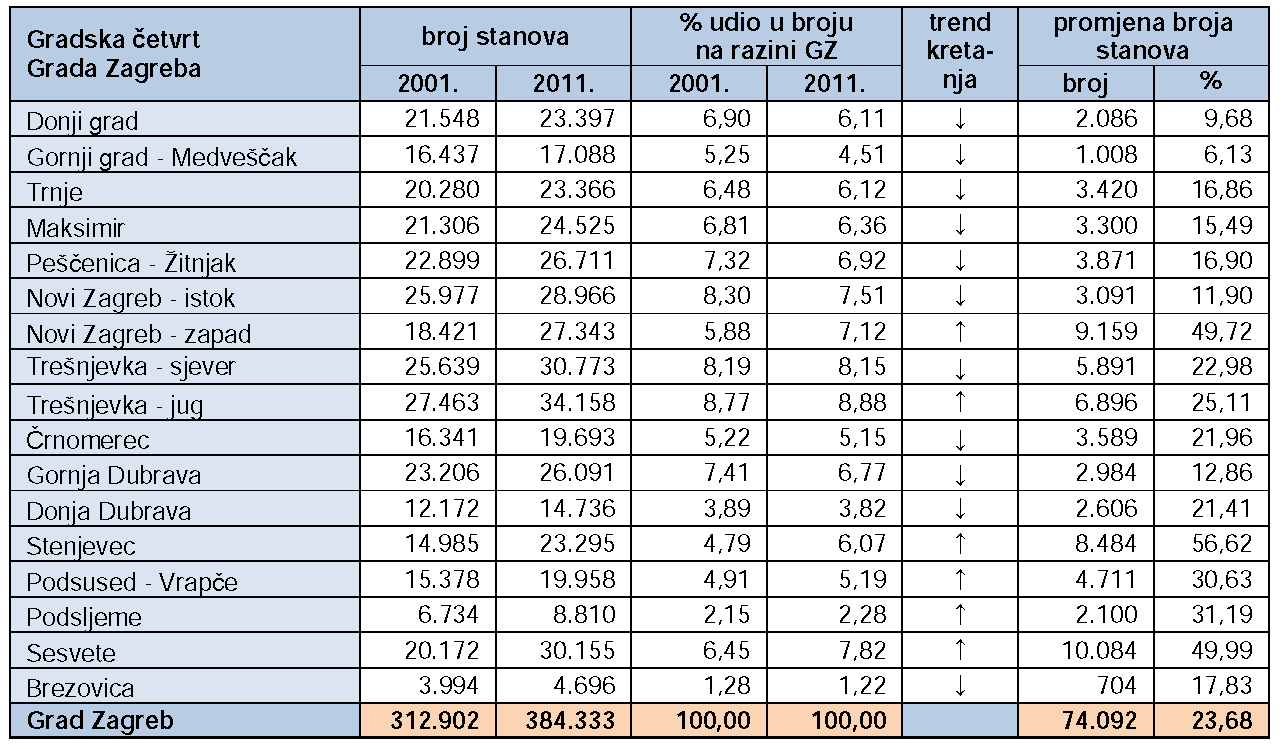 Gradska četvrt Grada Zagreba | broj stanova | % udio u broju na razini GZ | trend kreta-nja | promjena broja stanova
2001. | 2011. | 2001. | 2011. | broj | %
Donji grad | 21.548 | 23.397 | 6,90 | 6,11 | ↓ | 2.086 | 9,68
Gornji grad - Medveščak | 16.437 | 17.088 | 5,25 | 4,51 | ↓ | 1.008 | 6,13
Trnje | 20.280 | 23.366 | 6,48 | 6,12 | ↓ | 3.420 | 16,86
Maksimir | 21.306 | 24.525 | 6,81 | 6,36 | ↓ | 3.300 | 15,49
Peščenica - Žitnjak | 22.899 | 26.711 | 7,32 | 6,92 | ↓ | 3.871 | 16,90
Novi Zagreb - istok | 25.977 | 28.966 | 8,30 | 7,51 | ↓ | 3.091 | 11,90
Novi Zagreb - zapad | 18.421 | 27.343 | 5,88 | 7,12 | ↑ | 9.159 | 49,72
Trešnjevka - sjever | 25.639 | 30.773 | 8,19 | 8,15 | ↓ | 5.891 | 22,98
Trešnjevka - jug | 27.463 | 34.158 | 8,77 | 8,88 | ↑ | 6.896 | 25,11
Črnomerec | 16.341 | 19.693 | 5,22 | 5,15 | ↓ | 3.589 | 21,96
Gornja Dubrava | 23.206 | 26.091 | 7,41 | 6,77 | ↓ | 2.984 | 12,86
Donja Dubrava | 12.172 | 14.736 | 3,89 | 3,82 | ↓ | 2.606 | 21,41
Stenjevec | 14.985 | 23.295 | 4,79 | 6,07 | ↑ | 8.484 | 56,62
Podsused - Vrapče | 15.378 | 19.958 | 4,91 | 5,19 | ↑ | 4.711 | 30,63
Podsljeme | 6.734 | 8.810 | 2,15 | 2,28 | ↑ | 2.100 | 31,19
Sesvete | 20.172 | 30.155 | 6,45 | 7,82 | ↑ | 10.084 | 49,99
Brezovica | 3.994 | 4.696 | 1,28 | 1,22 | ↓ | 704 | 17,83
Grad Zagreb | 312.902 | 384.333 | 100,00 | 100,00 | 74.092 | 23,68